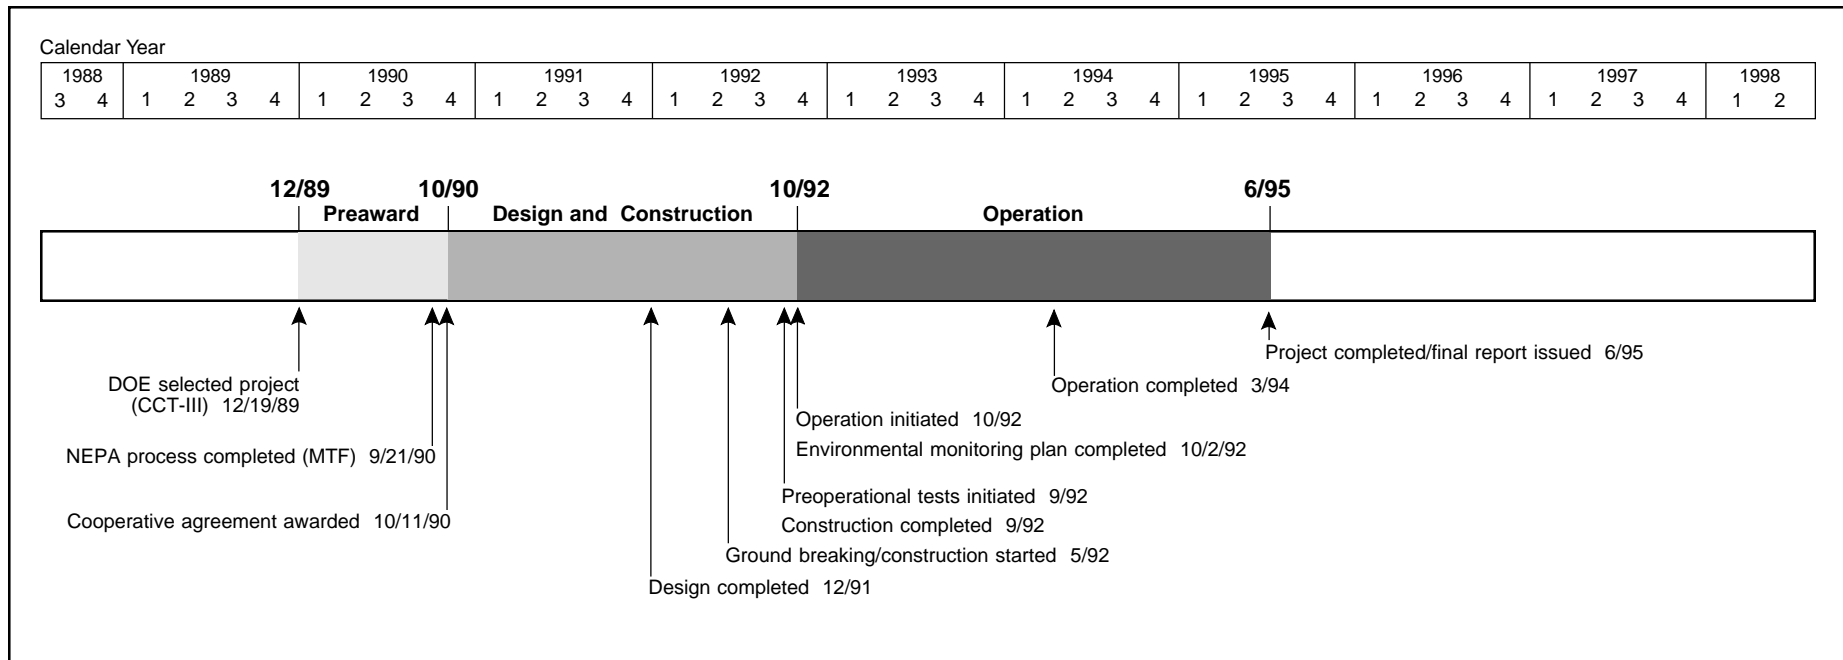 Calendar Year
1988 1989 1990 1991 1992 1993 1994 1995 1996 1997 1998
3 4 1 2 3 4 1 2 3 4 1 2 3 4 1 2 3 4 1 2 3 4 1 2 3 4 1 2 3 4 1 2 3 4 1 2 3 4 1 2
12/89 10/90 10/92 6/95
Preaward Design and Construction Operation
Project completed/final report issued 6/95
DOE selected project
(CCT-III) 12/19/89
Operation completed 3/94
Operation initiated 10/92
Environmental monitoring plan completed 10/2/92
NEPA process completed (MTF) 9/21/90
Preoperational tests initiated 9/92
Cooperative agreement awarded 10/11/90
Construction completed 9/92
Ground breaking/construction started 5/92
Design completed 12/91